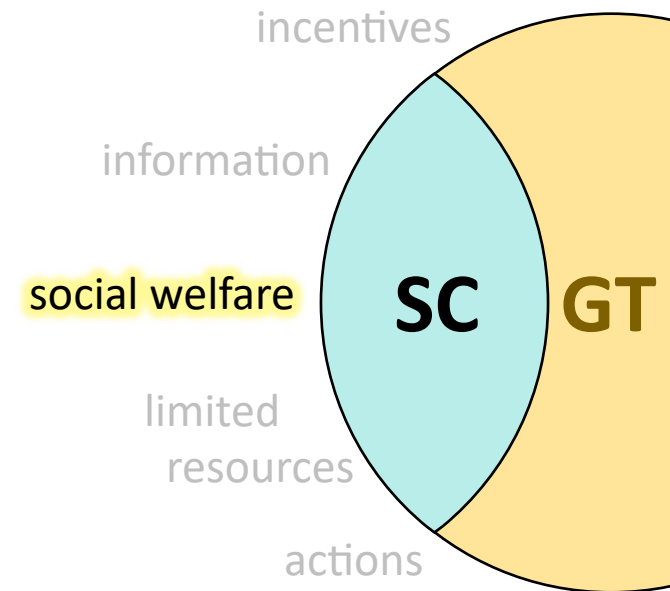 incentives
information
social welfare
SC GT
limited
resources
actions